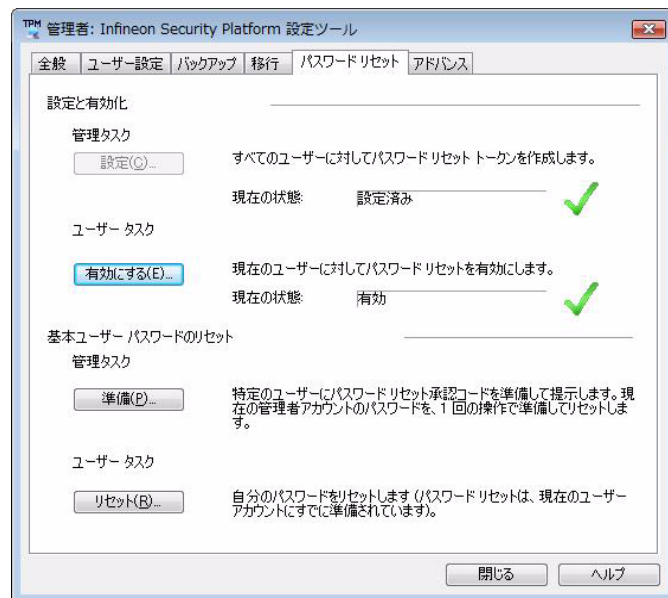 TPM 管理者: Infineon Security Platform 設定ツール
全般 ユーザー設定 バックアップ 移行 パスワードリセット アドバンス
設定と有効化
管理タスク
設定(C)... すべてのユーザーに対してパスワード リセット トークンを作成します。
現在の状態: 設定済み
ユーザー タスク
有効にする(E)... 現在のユーザーに対してパスワード リセットを有効にします。
現在の状態: 有効
基本ユーザー パスワードのリセット
管理タスク
準備(P)... 特定のユーザーにパスワード リセット承認コードを準備して提示します。現
在の管理者アカウントのパスワードを、1 回の操作で準備してリセットしま
す。
ユーザー タスク
リセット(R)... 自分のパスワードをリセットします (パスワード リセットは、現在のユーザー
アカウントにすでに準備されています)。
閉じる ヘルプ